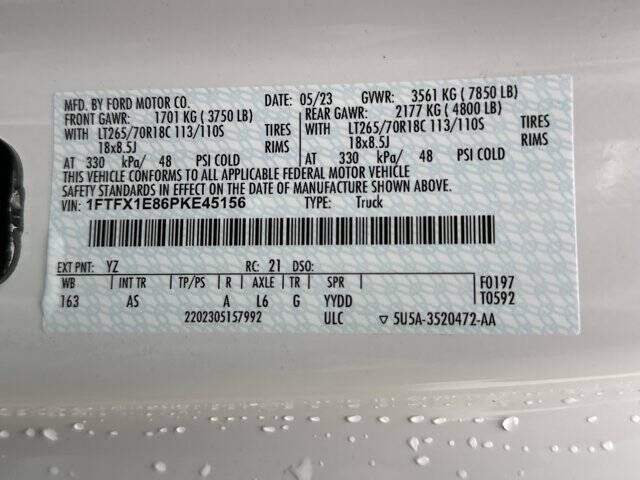 MFD. BY FORD MOTOR CO. DATE: 05/23 GVWR: 3561 KG ( 7850 LB)
FRONT GAWR: 1701 KG ( 3750 LB) REAR GAWR: 2177 KG ( 4800 LB)
WITH LT265/70R18C 113/110S TIRES WITH LT265/70R18C 113/110S TIRES
18x8.5J RIMS 18x8.5J RIMS
AT 330 kPa/ 48 PSI COLD AT 330 kPa/ 48 PSI COLD
THIS VEHICLE CONFORMS TO ALL APPLICABLE FEDERAL MOTOR VEHICLE
SAFETY STANDARDS IN EFFECT ON THE DATE OF MANUFACTURE SHOWN ABOVE.
VIN: 1FTFX1E86PKE45156 TYPE: Truck
EXT PNT: YZ RC: 21 DSO:
WB INT TR TP/PS R AXLE TR SPR F0197
163 AS A L6 G YYDD T0592
2202305157992 ULC ▽ 5U5A-3520472-AA